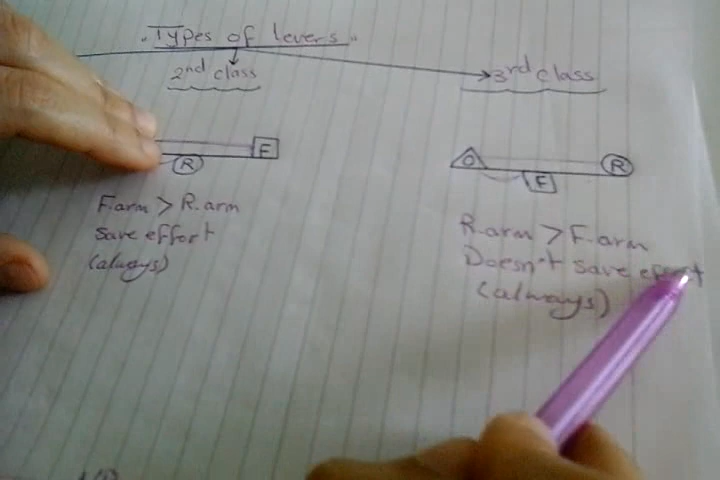 "Types of levers"
2nd class
3rd class
F
R
O
F
R
F.arm > R.arm
save effort
(always)
R.arm > F.arm
Doesn't save effort
(always)